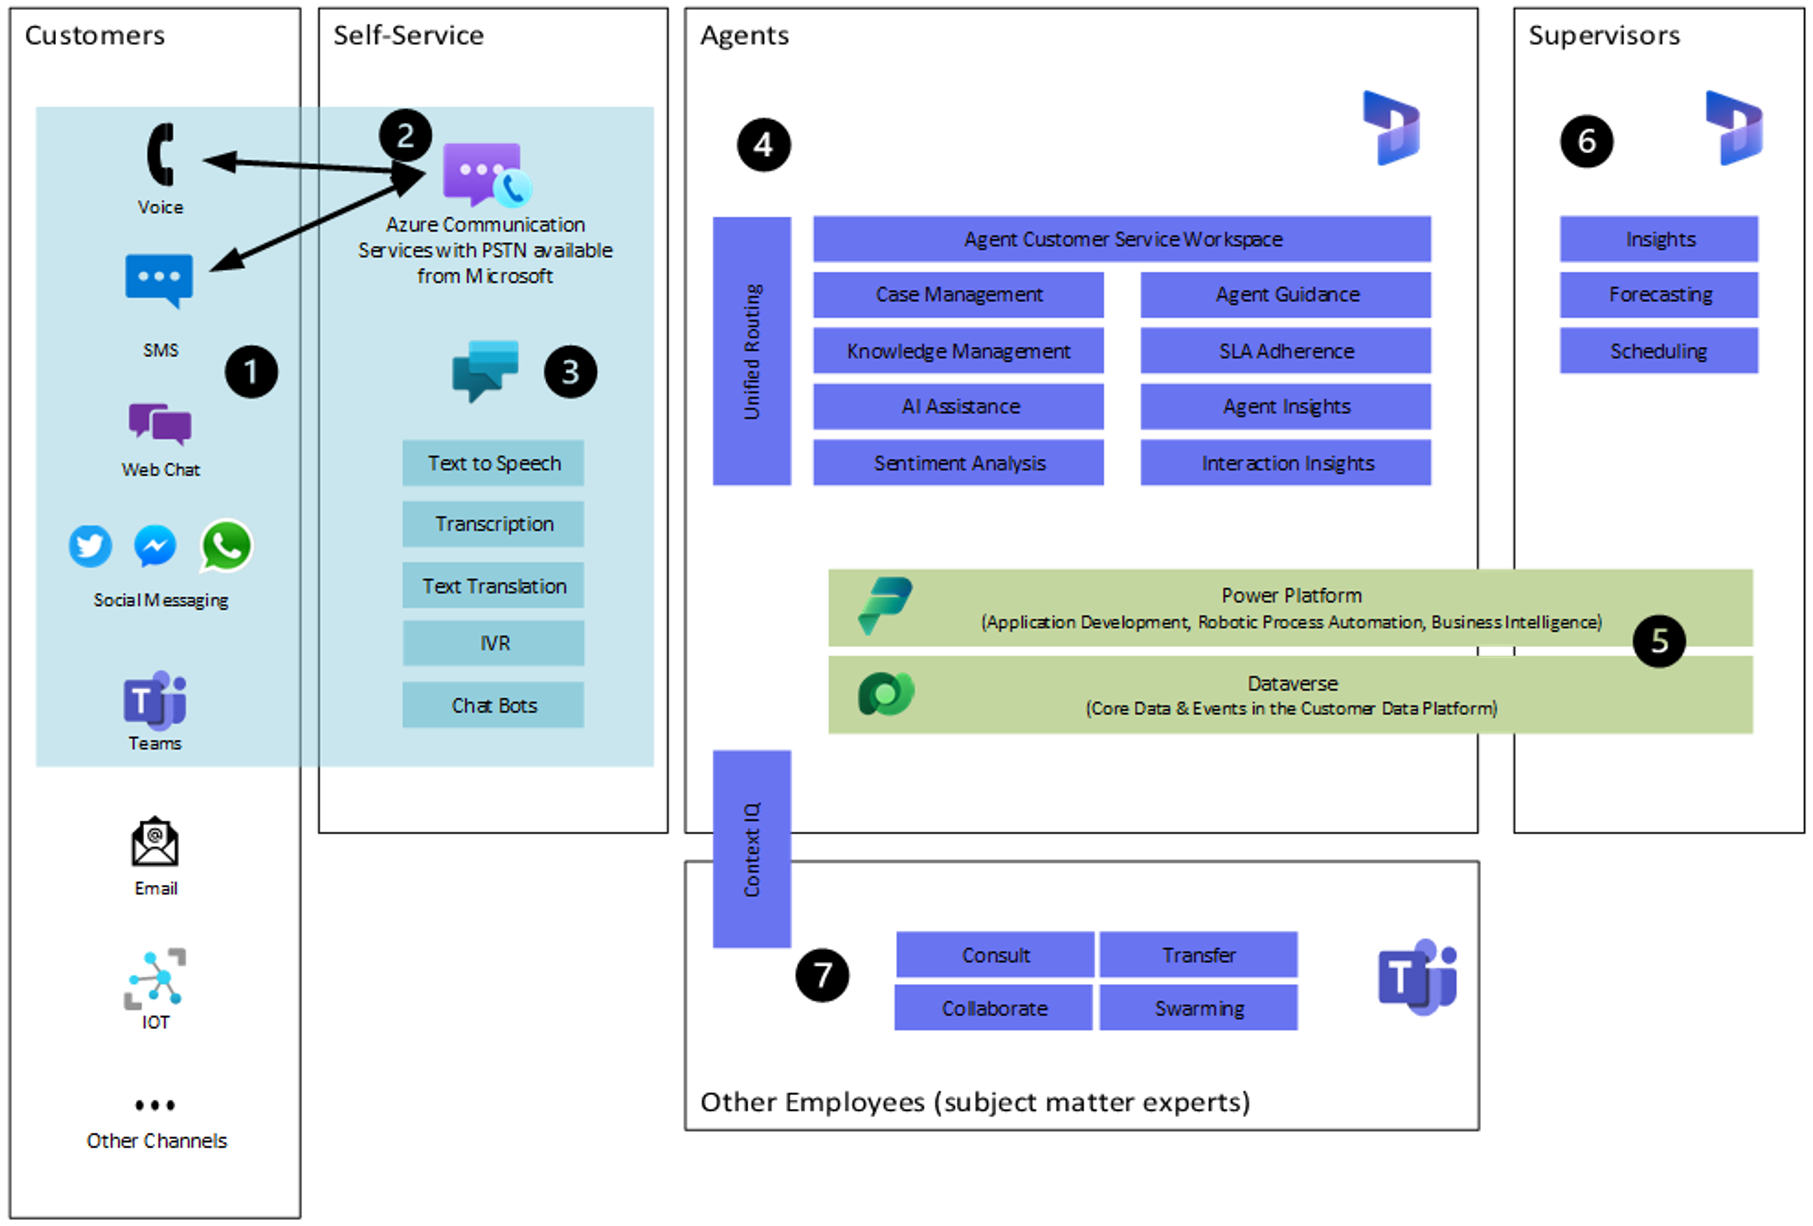 Customers
1
Voice
SMS
Web Chat
Social Messaging
T
Teams
@
Email
IOT
Other Channels
Self-Service
2
Azure Communication
Services with PSTN available
from Microsoft
3
Text to Speech
Transcription
Text Translation
IVR
Chat Bots
Agents
4
Unified Routing
Agent Customer Service Workspace
Case Management
Agent Guidance
Knowledge Management
SLA Adherence
AI Assistance
Agent Insights
Sentiment Analysis
Interaction Insights
Supervisors
6
Insights
Forecasting
Scheduling
Power Platform
(Application Development, Robotic Process Automation, Business Intelligence)
5
Dataverse
(Core Data & Events in the Customer Data Platform)
Context IQ
7
Consult
Transfer
Collaborate
Swarming
T
Other Employees (subject matter experts)